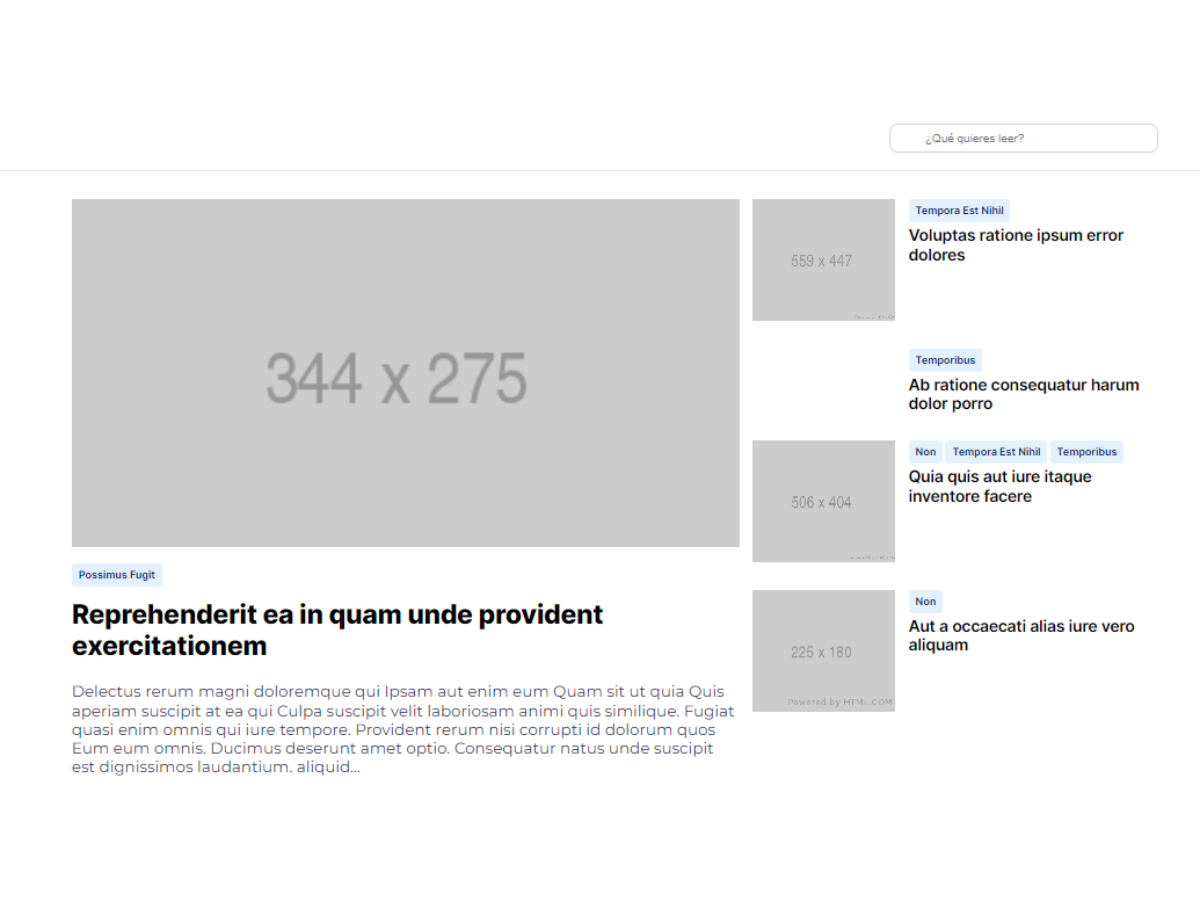 ¿Qué quieres leer?
344 x 275
Possimus Fugit
Reprehenderit ea in quam unde provident
exercitationem
Delectus rerum magni doloremque qui Ipsam aut enim eum Quam sit ut quia Quis
aperiam suscipit at ea qui Culpa suscipit velit laboriosam animi quis similique. Fugiat
quasi enim omnis qui iure tempore. Provident rerum nisi corrupti id dolorum quos
Eum eum omnis. Ducimus deserunt amet optio. Consequatur natus unde suscipit
est dignissimos laudantium. aliquid...
559 x 447
Tempora Est Nihil
Voluptas ratione ipsum error
dolores
Temporibus
Ab ratione consequatur harum
dolor porro
506 x 404
Non Tempora Est Nihil Temporibus
Quia quis aut iure itaque
inventore facere
225 x 180
Powered by HTML.COM
Non
Aut a occaecati alias iure vero
aliquam